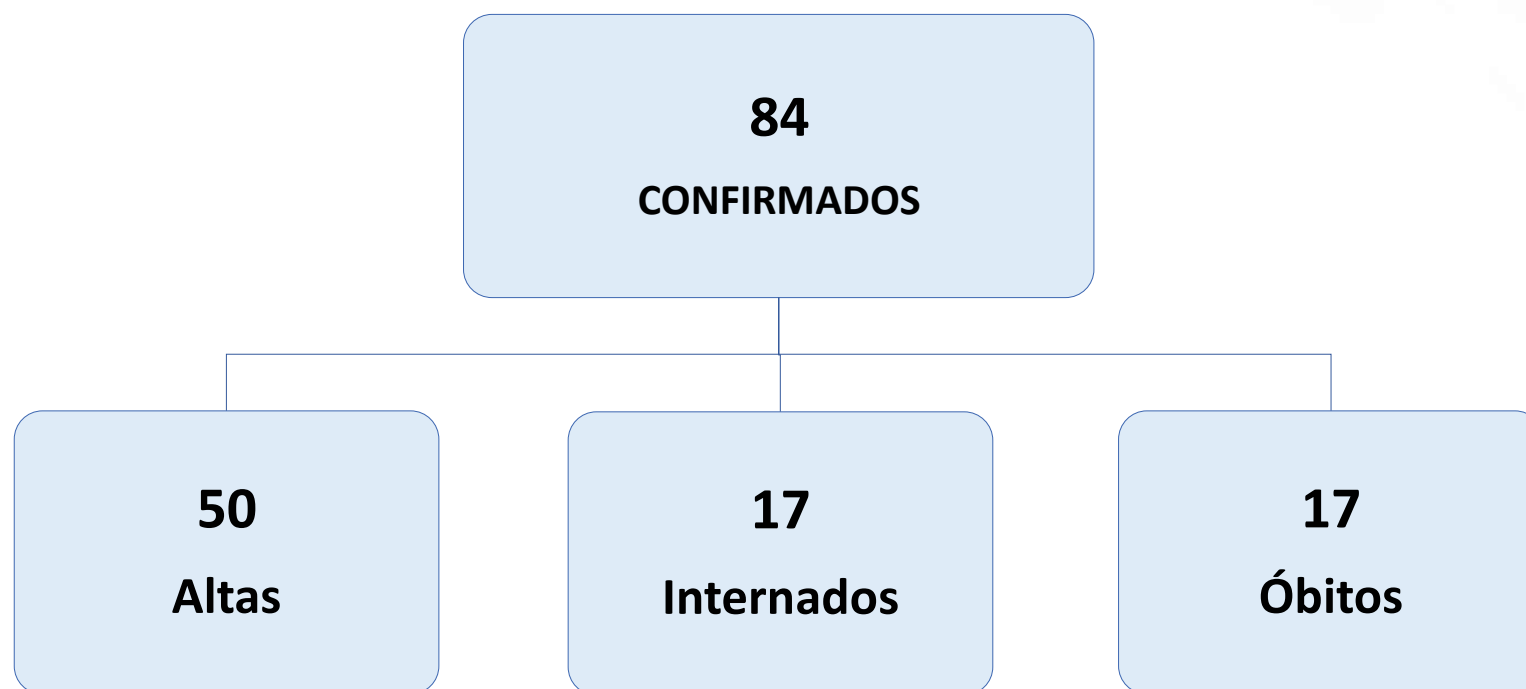 84
CONFIRMADOS
50
Altas
17
Internados
17
Óbitos